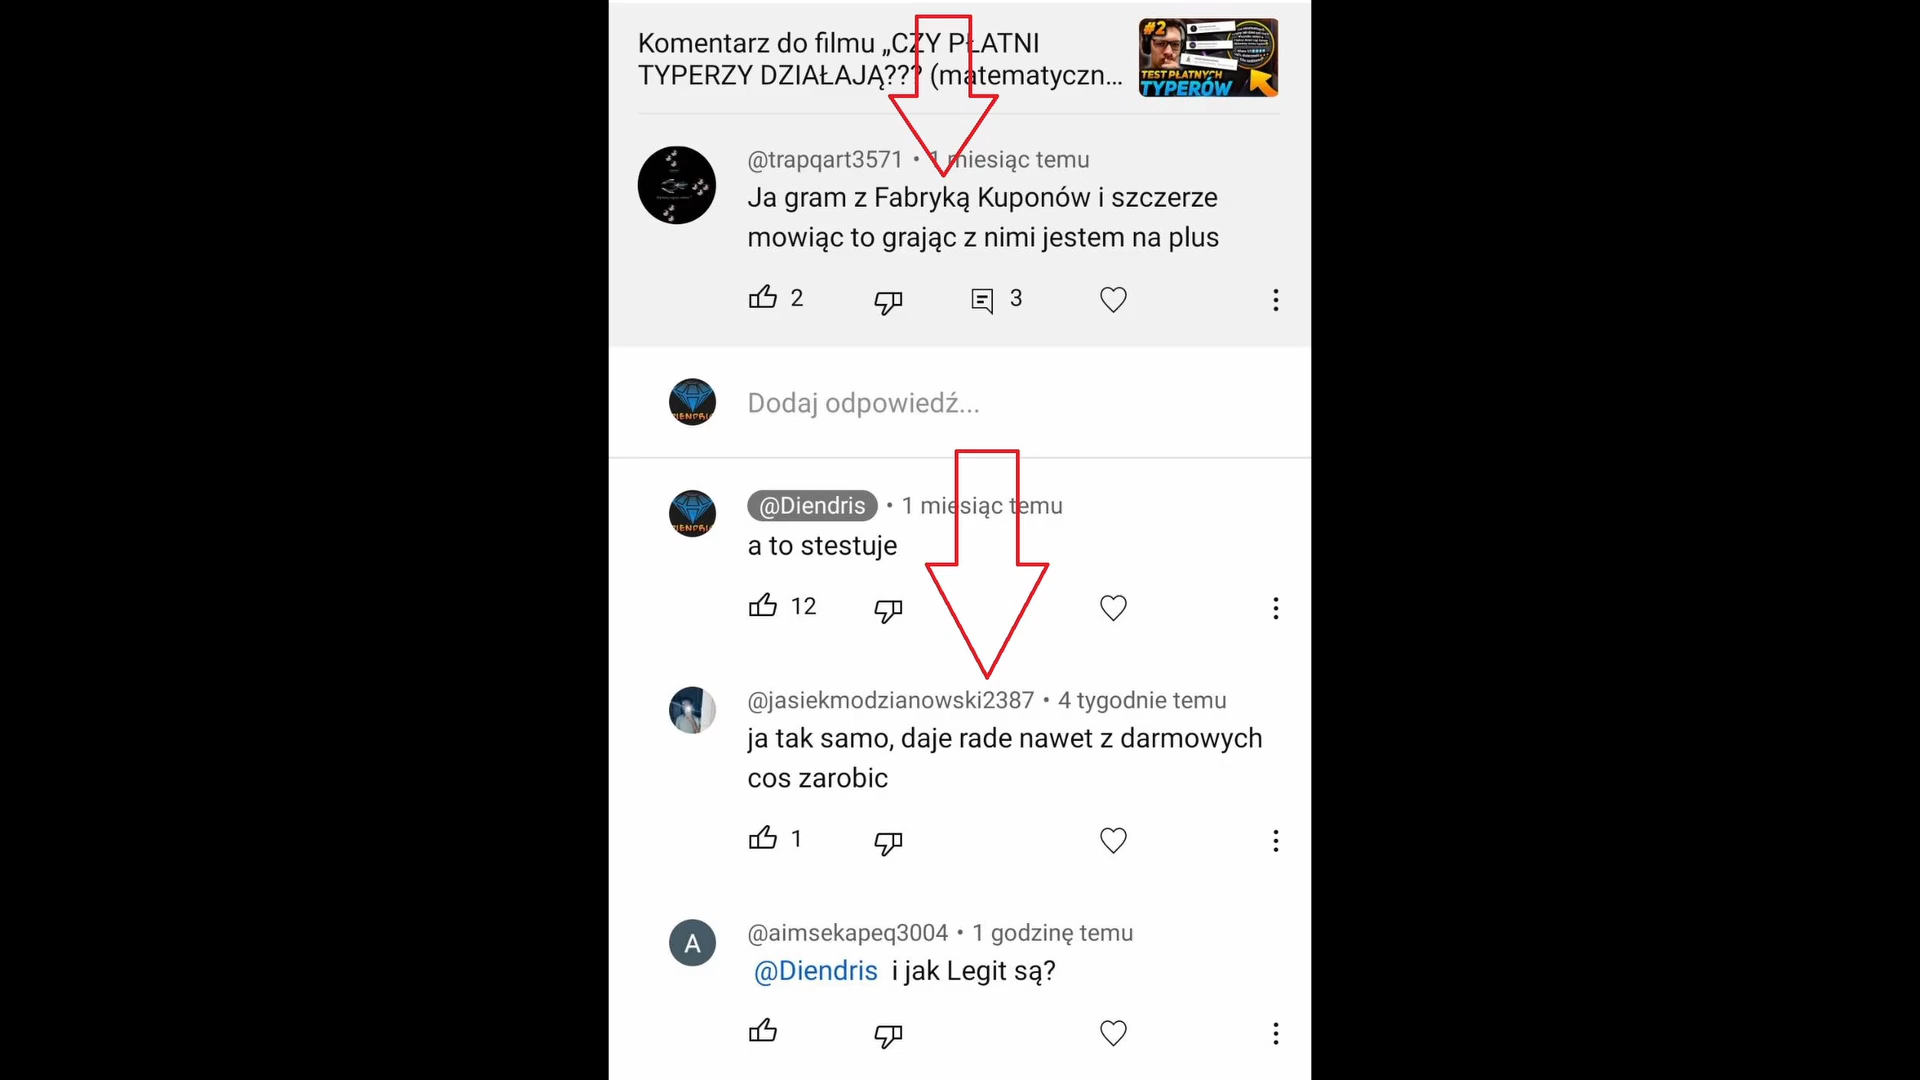 Komentarz do filmu „CZY PŁATNI
TYPERZY DZIAŁAJĄ??? (matematyczn...
#2
TEST PŁATNYCH
TYPERÓW
@trapqart3571 • 1 miesiąc temu
Ja gram z Fabryką Kuponów i szczerze
mowiąc to grając z nimi jestem na plus
2
3
Dodaj odpowiedź...
@Diendris • 1 miesiąc temu
a to stestuje
12
@jasiekmodzianowski2387 • 4 tygodnie temu
ja tak samo, daje rade nawet z darmowych
cos zarobic
1
A
@aimsekapeq3004 • 1 godzinę temu
@Diendris i jak Legit są?